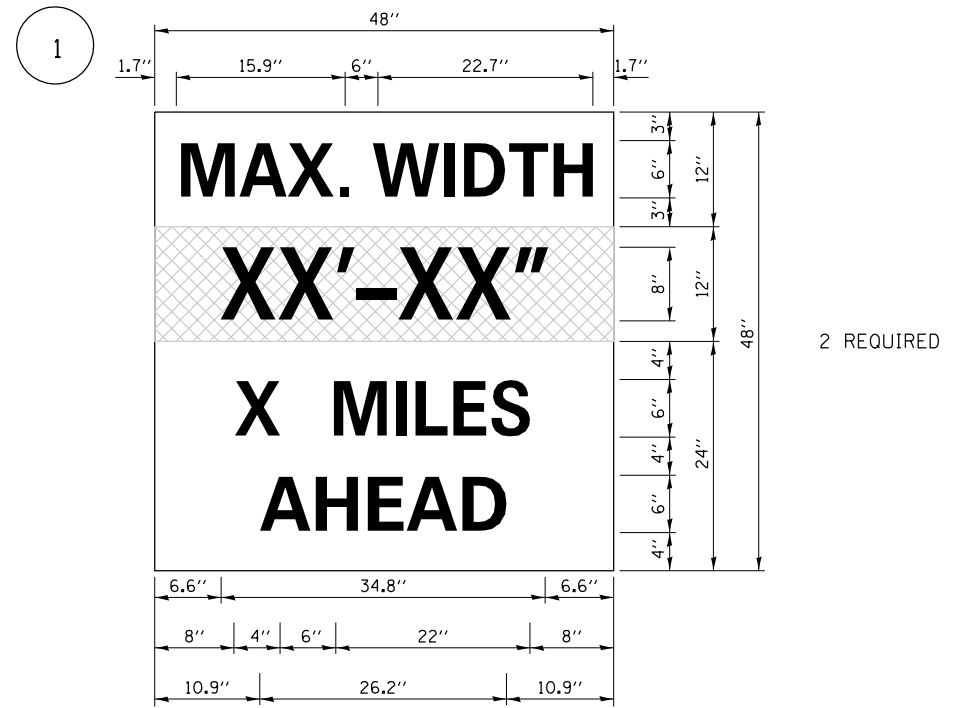 1
48"
1.7" 15.9" 6" 22.7" 1.7"
MAX. WIDTH
XX'-XX"
X MILES
AHEAD
3"
6"
3"
12"
8"
12"
4"
6"
4"
6"
4"
24"
48"
2 REQUIRED
6.6" 34.8" 6.6"
8" 4" 6" 22" 8"
10.9" 26.2" 10.9"